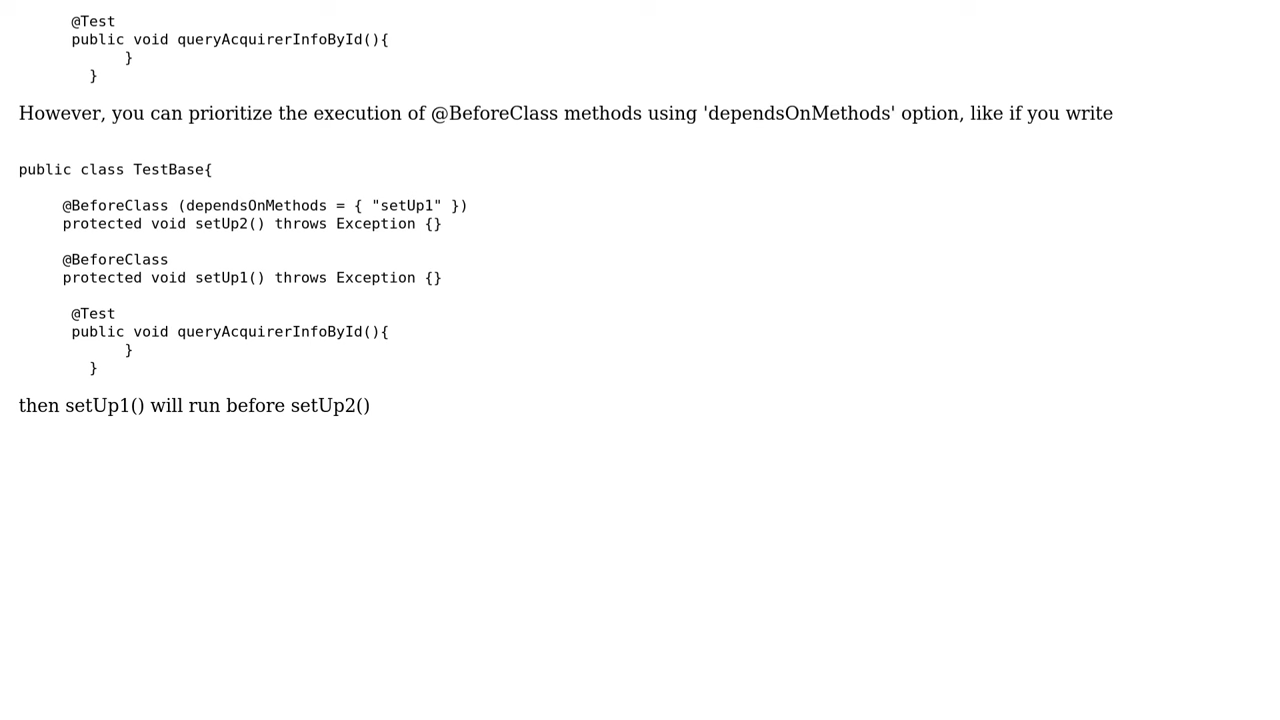 @Test
public void queryAcquirerInfoById(){
}
}
However, you can prioritize the execution of @BeforeClass methods using 'dependsOnMethods' option, like if you write
public class TestBase{
@BeforeClass (dependsOnMethods = { "setUp1" })
protected void setUp2() throws Exception {}
@BeforeClass
protected void setUp1() throws Exception {}
@Test
public void queryAcquirerInfoById(){
}
}
then setUp1() will run before setUp2()